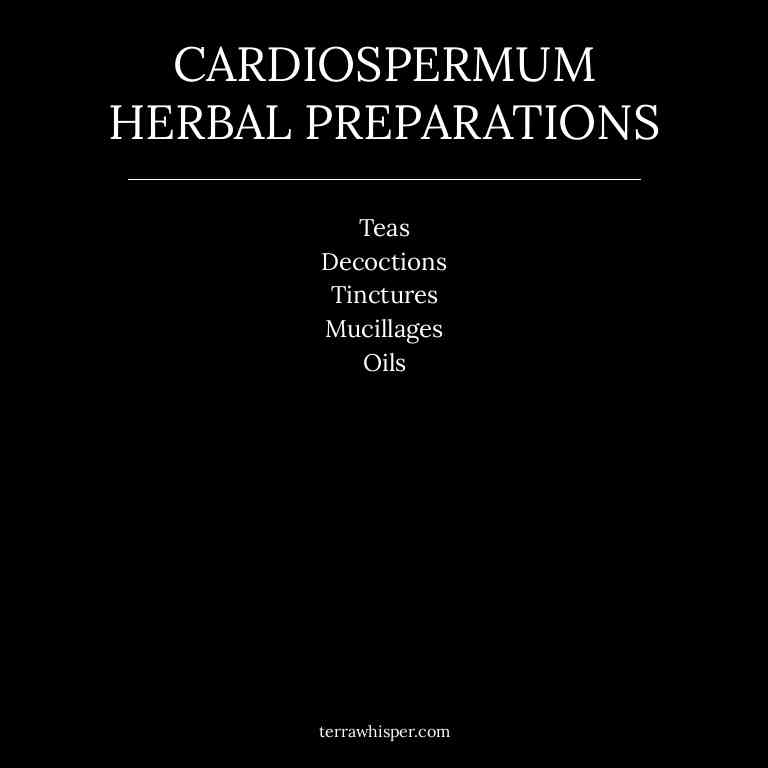 CARDIOSPERMUM
HERBAL PREPARATIONS
Teas
Decoctions
Tinctures
Mucillages
Oils
terrawhisper.com